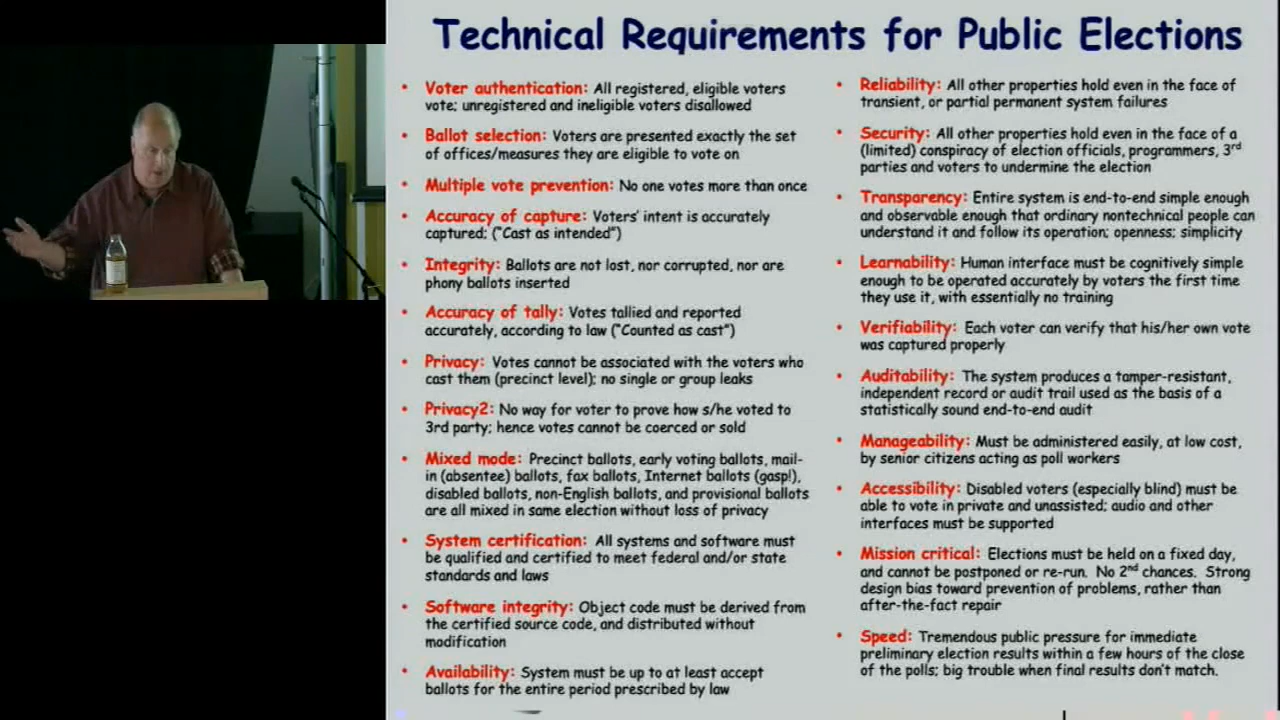 Technical Requirements for Public Elections
• Voter authentication: All registered, eligible voters
vote; unregistered and ineligible voters disallowed
• Ballot selection: Voters are presented exactly the set
of offices/measures they are eligible to vote on
• Multiple vote prevention: No one votes more than once
• Accuracy of capture: Voters' intent is accurately
captured; ("Cast as intended")
• Integrity: Ballots are not lost, nor corrupted, nor are
phony ballots inserted
• Accuracy of tally: Votes tallied and reported
accurately, according to law ("Counted as cast")
• Privacy: Votes cannot be associated with the voters who
cast them (precinct level); no single or group leaks
• Privacy2: No way for voter to prove how s/he voted to
3rd party; hence votes cannot be coerced or sold
• Mixed mode: Precinct ballots, early voting ballots, mail-
in (absentee) ballots, fax ballots, Internet ballots (gasp!),
disabled ballots, non-English ballots, and provisional ballots
are all mixed in same election without loss of privacy
• System certification: All systems and software must
be qualified and certified to meet federal and/or state
standards and laws
• Software integrity: Object code must be derived from
the certified source code, and distributed without
modification
• Availability: System must be up to at least accept
ballots for the entire period prescribed by law
• Reliability: All other properties hold even in the face of
transient, or partial permanent system failures
• Security: All other properties hold even in the face of a
(limited) conspiracy of election officials, programmers, 3rd
parties and voters to undermine the election
• Transparency: Entire system is end-to-end simple enough
and observable enough that ordinary nontechnical people can
understand it and follow its operation; openness; simplicity
• Learnability: Human interface must be cognitively simple
enough to be operated accurately by voters the first time
they use it, with essentially no training
• Verifiability: Each voter can verify that his/her own vote
was captured properly
• Auditability: The system produces a tamper-resistant,
independent record or audit trail used as the basis of a
statistically sound end-to-end audit
• Manageability: Must be administered easily, at low cost,
by senior citizens acting as poll workers
• Accessibility: Disabled voters (especially blind) must be
able to vote in private and unassisted; audio and other
interfaces must be supported
• Mission critical: Elections must be held on a fixed day,
and cannot be postponed or re-run. No 2nd chances. Strong
design bias toward prevention of problems, rather than
after-the-fact repair
• Speed: Tremendous public pressure for immediate
preliminary election results within a few hours of the close
of the polls; big trouble when final results don't match.